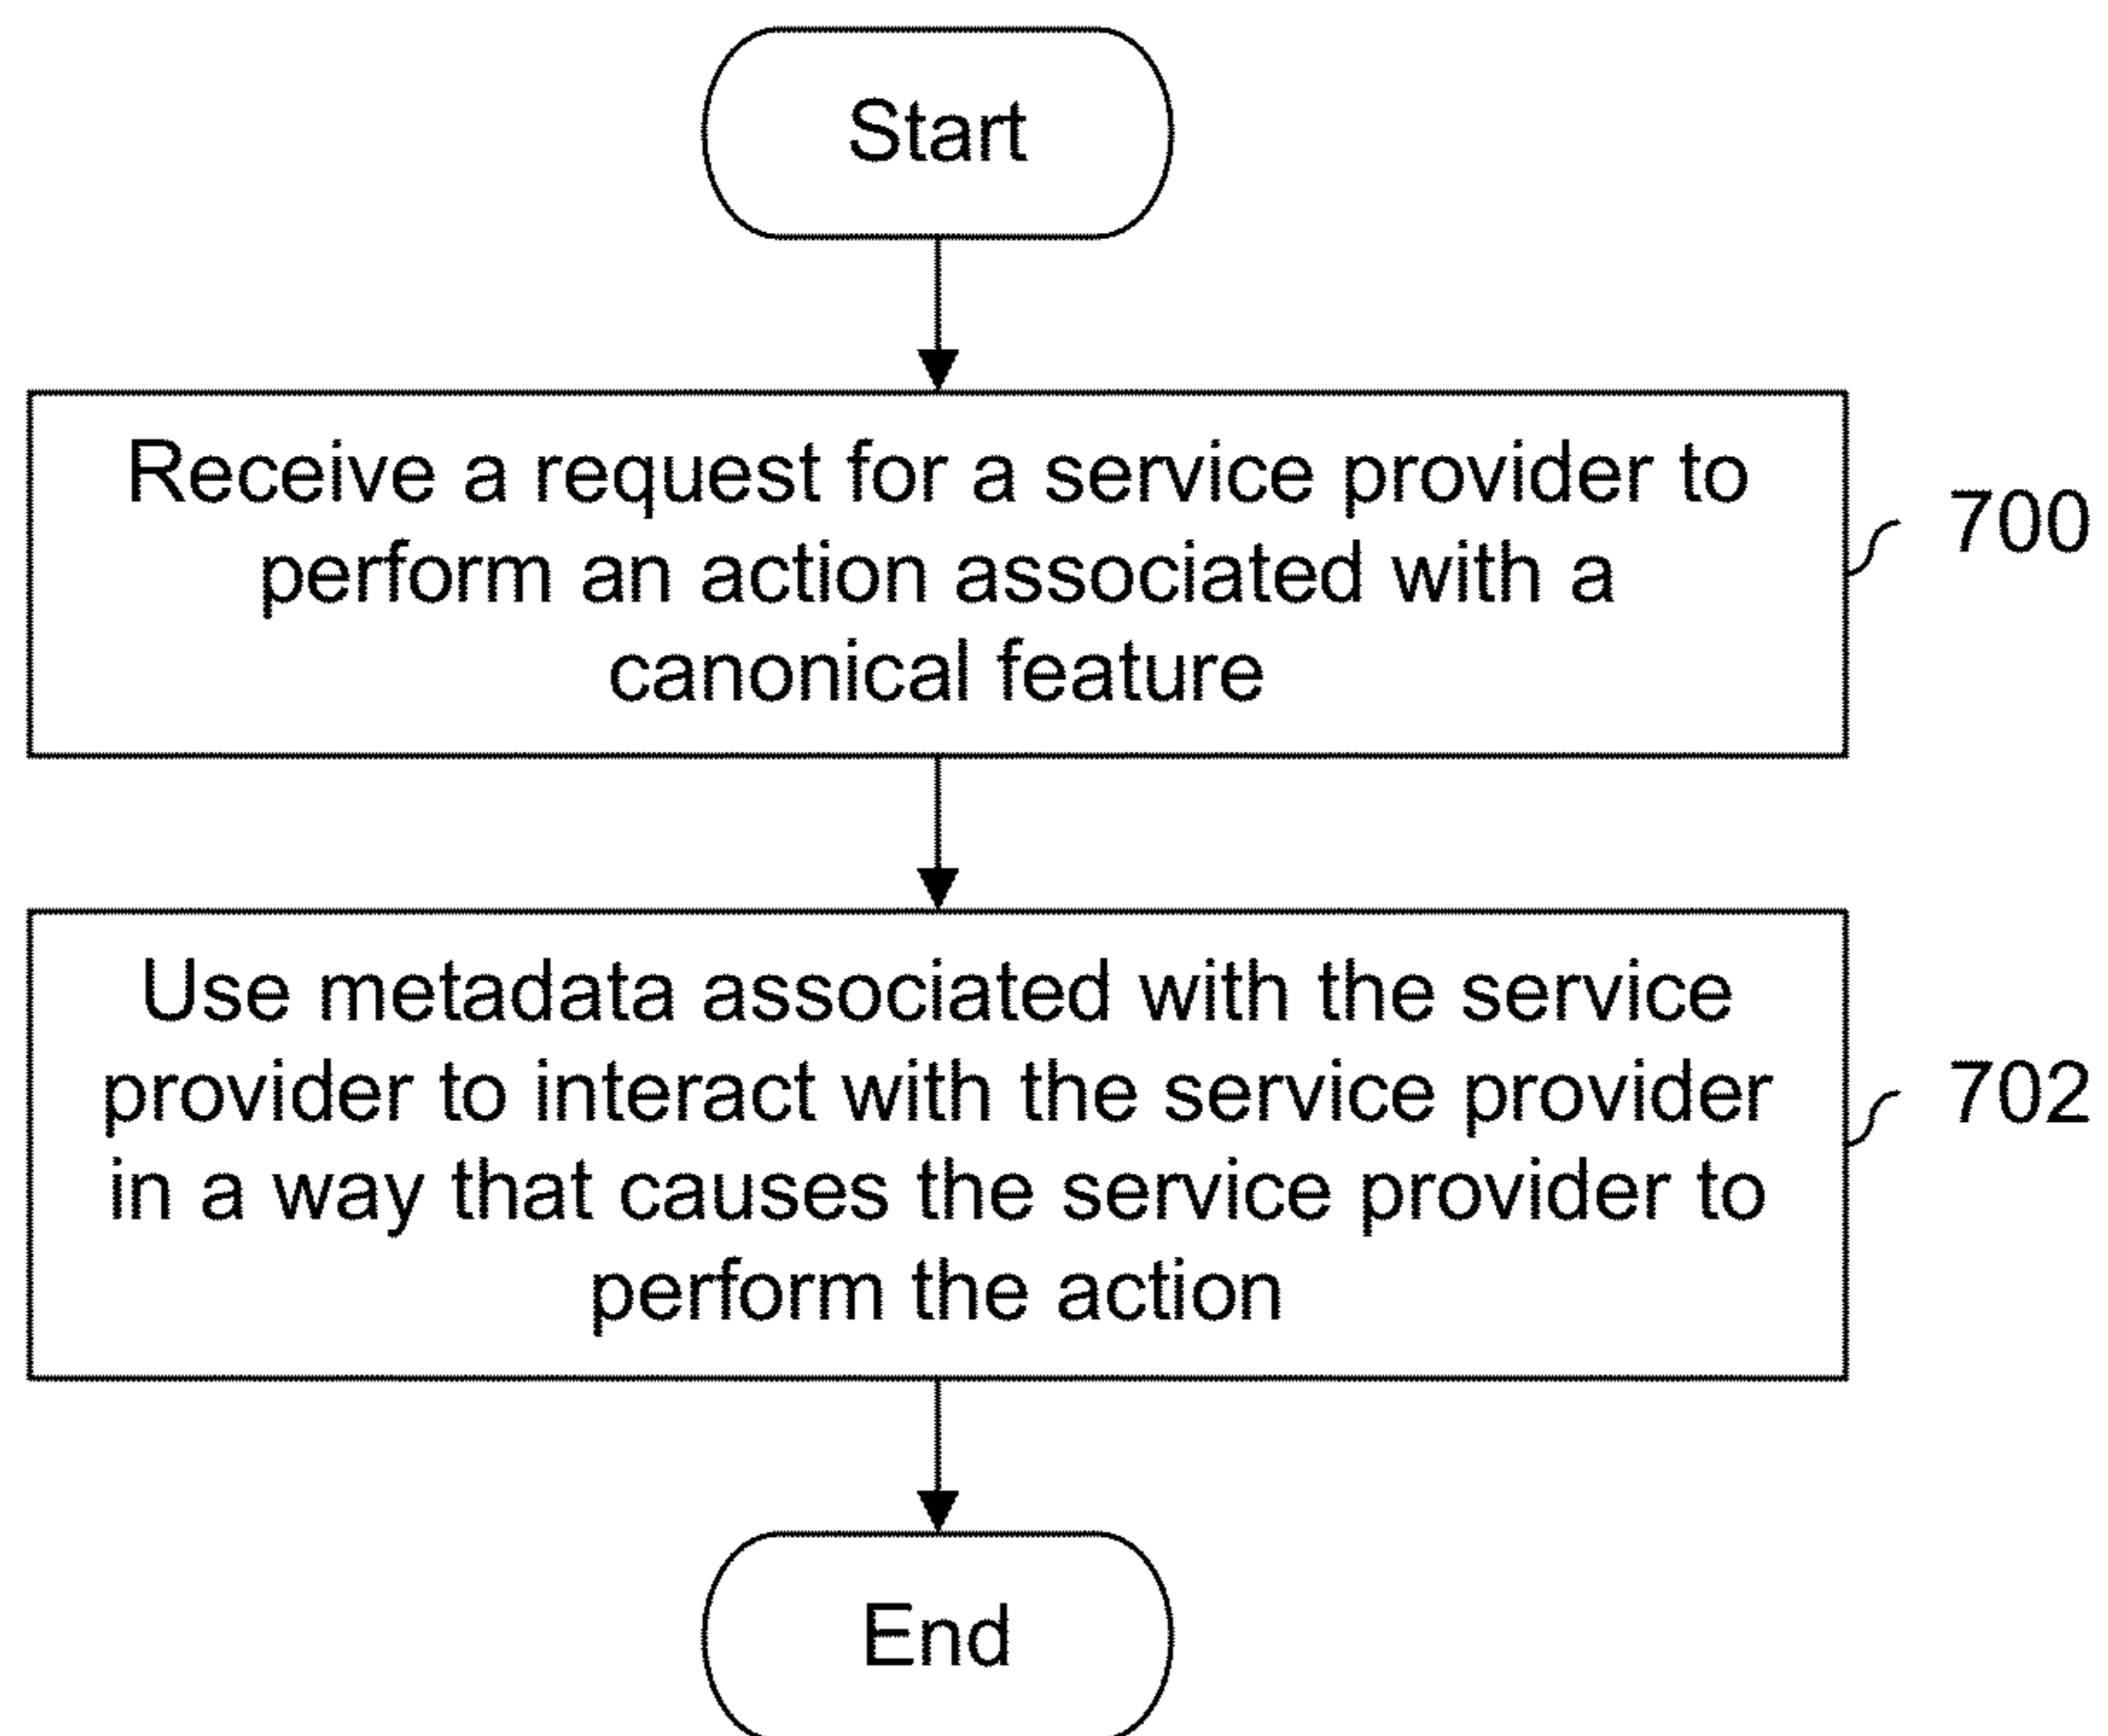 Start
Receive a request for a service provider to
perform an action associated with a
canonical feature
700
Use metadata associated with the service
provider to interact with the service provider
in a way that causes the service provider to
perform the action
702
End